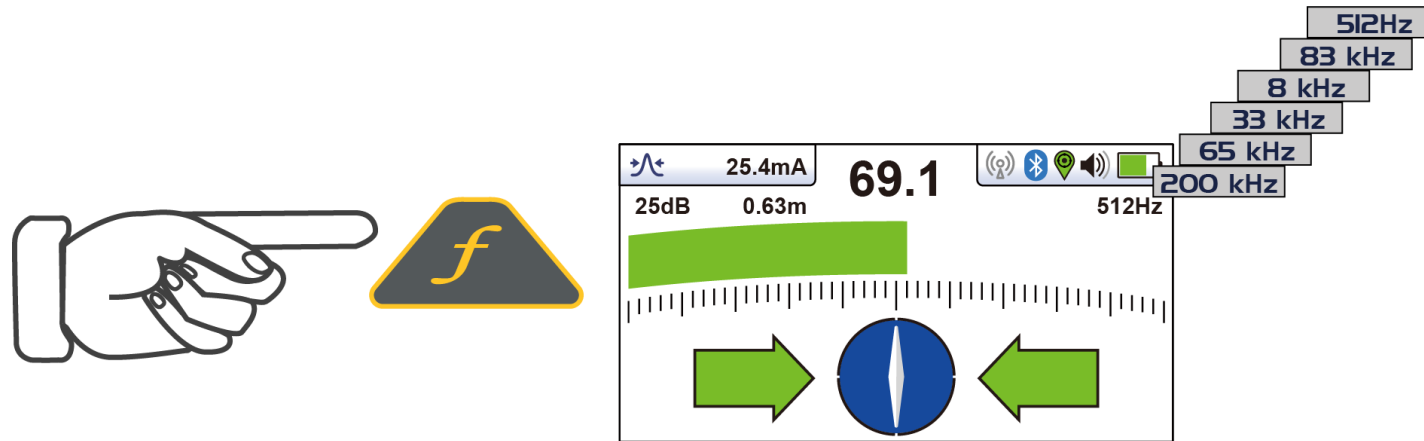 512Hz
83 kHz
8 kHz
33 kHz
65 kHz
200 kHz
25.4mA
69.1
25dB 0.63m
512Hz
f